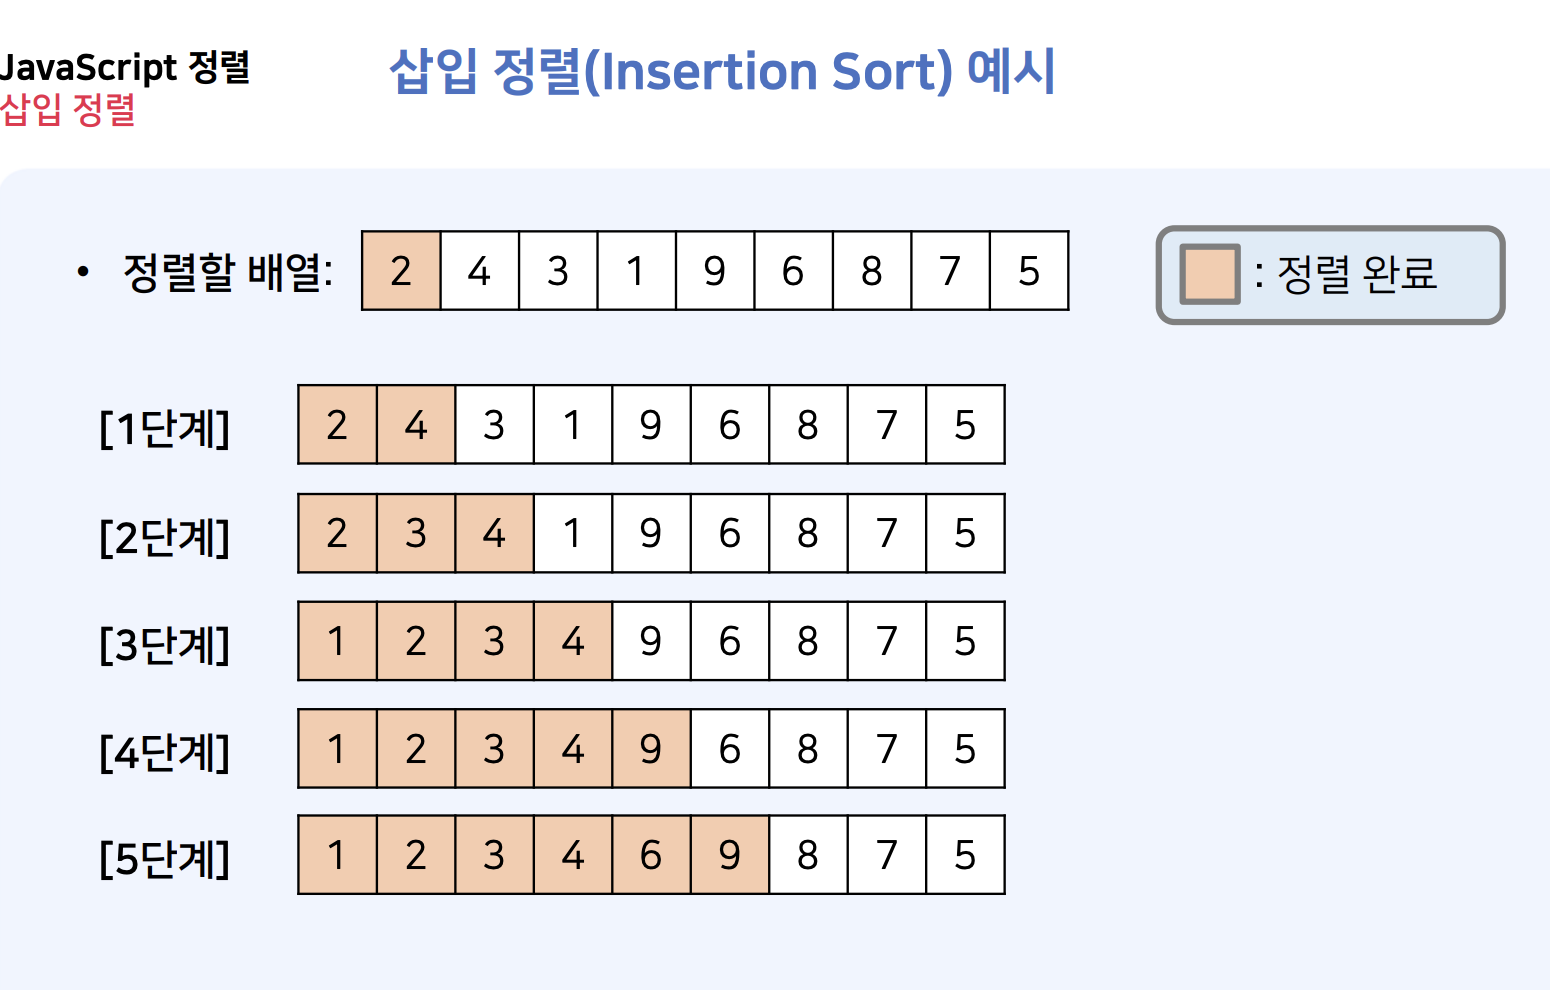 JavaScript 정렬
삽입 정렬
삽입 정렬(Insertion Sort) 예시
• 정렬할 배열: 2 4 3 1 9 6 8 7 5
: 정렬 완료
[1단계] 2 4 3 1 9 6 8 7 5
[2단계] 2 3 4 1 9 6 8 7 5
[3단계] 1 2 3 4 9 6 8 7 5
[4단계] 1 2 3 4 9 6 8 7 5
[5단계] 1 2 3 4 6 9 8 7 5